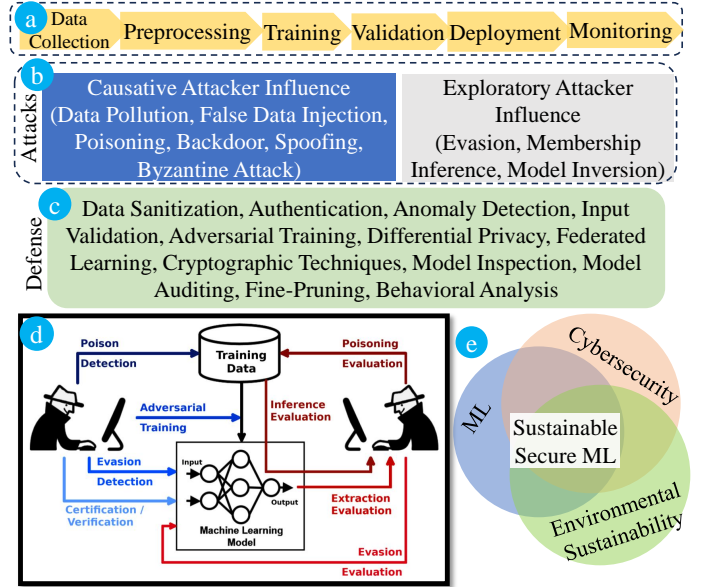 a
Data
Collection
Preprocessing
Training
Validation
Deployment
Monitoring
b
Attacks
Causative Attacker
Influence
(Data Pollution, False Data Injection,
Poisoning, Backdoor, Spoofing,
Byzantine Attack)
Exploratory Attacker
Influence
(Evasion, Membership
Inference, Model Inversion)
c
Defense
Data Sanitization, Authentication, Anomaly Detection, Input
Validation, Adversarial Training, Differential Privacy, Federated
Learning, Cryptographic Techniques, Model Inspection, Model
Auditing, Fine-Pruning, Behavioral Analysis
d
Poison
Detection
Training
Data
Poisoning
Evaluation
Adversarial
Training
Inference
Evaluation
Evasion
Detection
Input
Output
Certification /
Verification
Extraction
Evaluation
Machine Learning
Model
Evasion
Evaluation
e
Cybersecurity
ML
Sustainable
Secure ML
Environmental
Sustainability